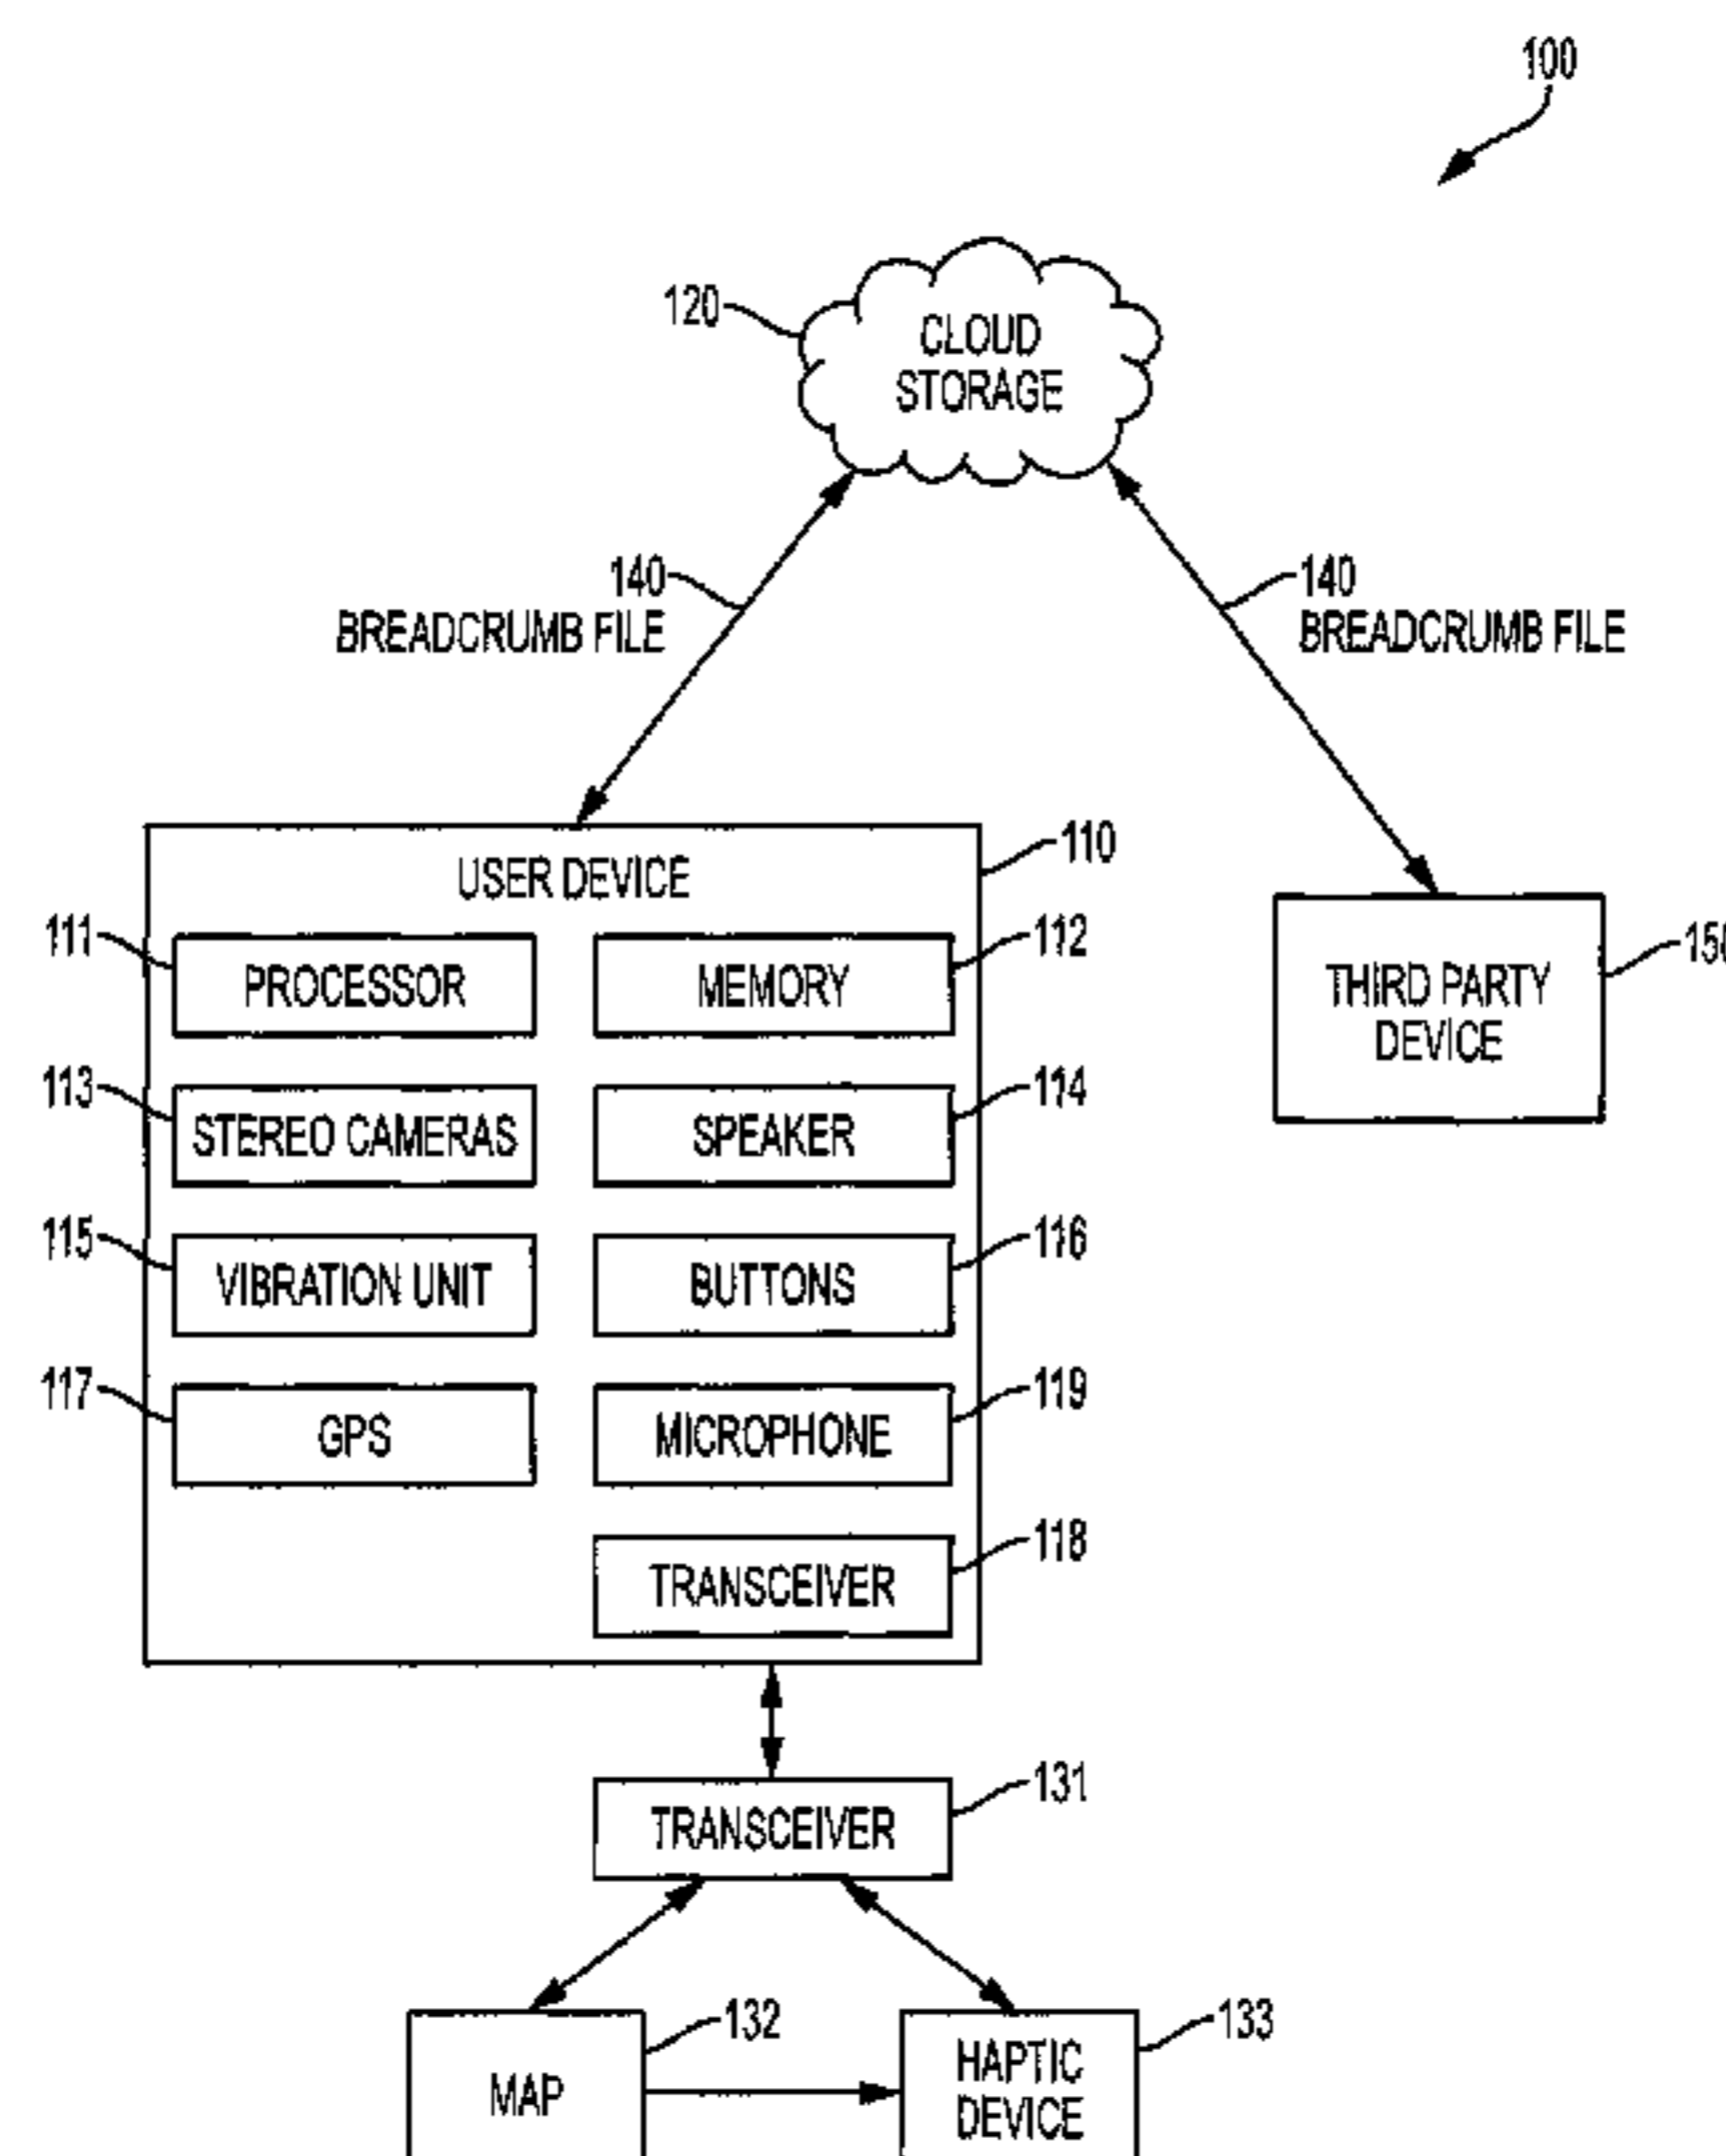 100
120
CLOUD
STORAGE
140
BREADCRUMB FILE
140
BREADCRUMB FILE
110
USER DEVICE
111
PROCESSOR
MEMORY
112
THIRD PARTY
DEVICE
113
STEREO CAMERAS
SPEAKER
114
115
VIBRATION UNIT
BUTTONS
116
117
GPS
MICROPHONE
119
TRANSCEIVER
118
TRANSCEIVER
131
MAP
132
HAPTIC
DEVICE
133